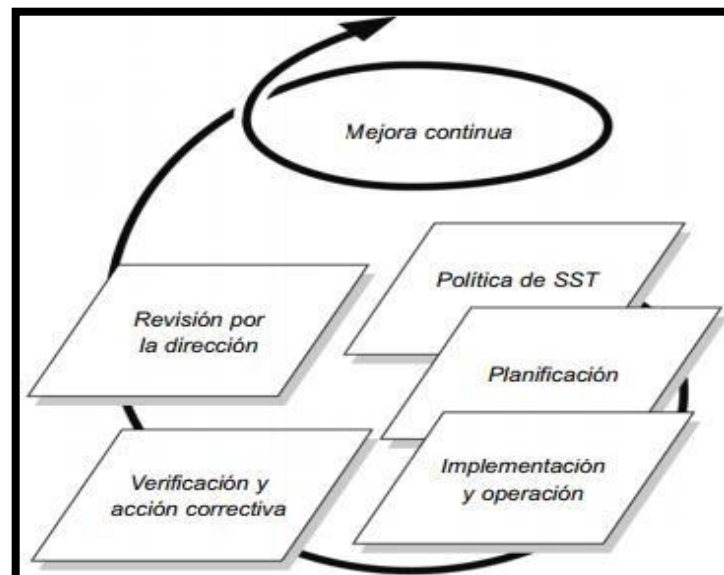 Mejora continua
Política de SST
Revisión por
la dirección
Planificación
Implementación
y operación
Verificación y
acción correctiva